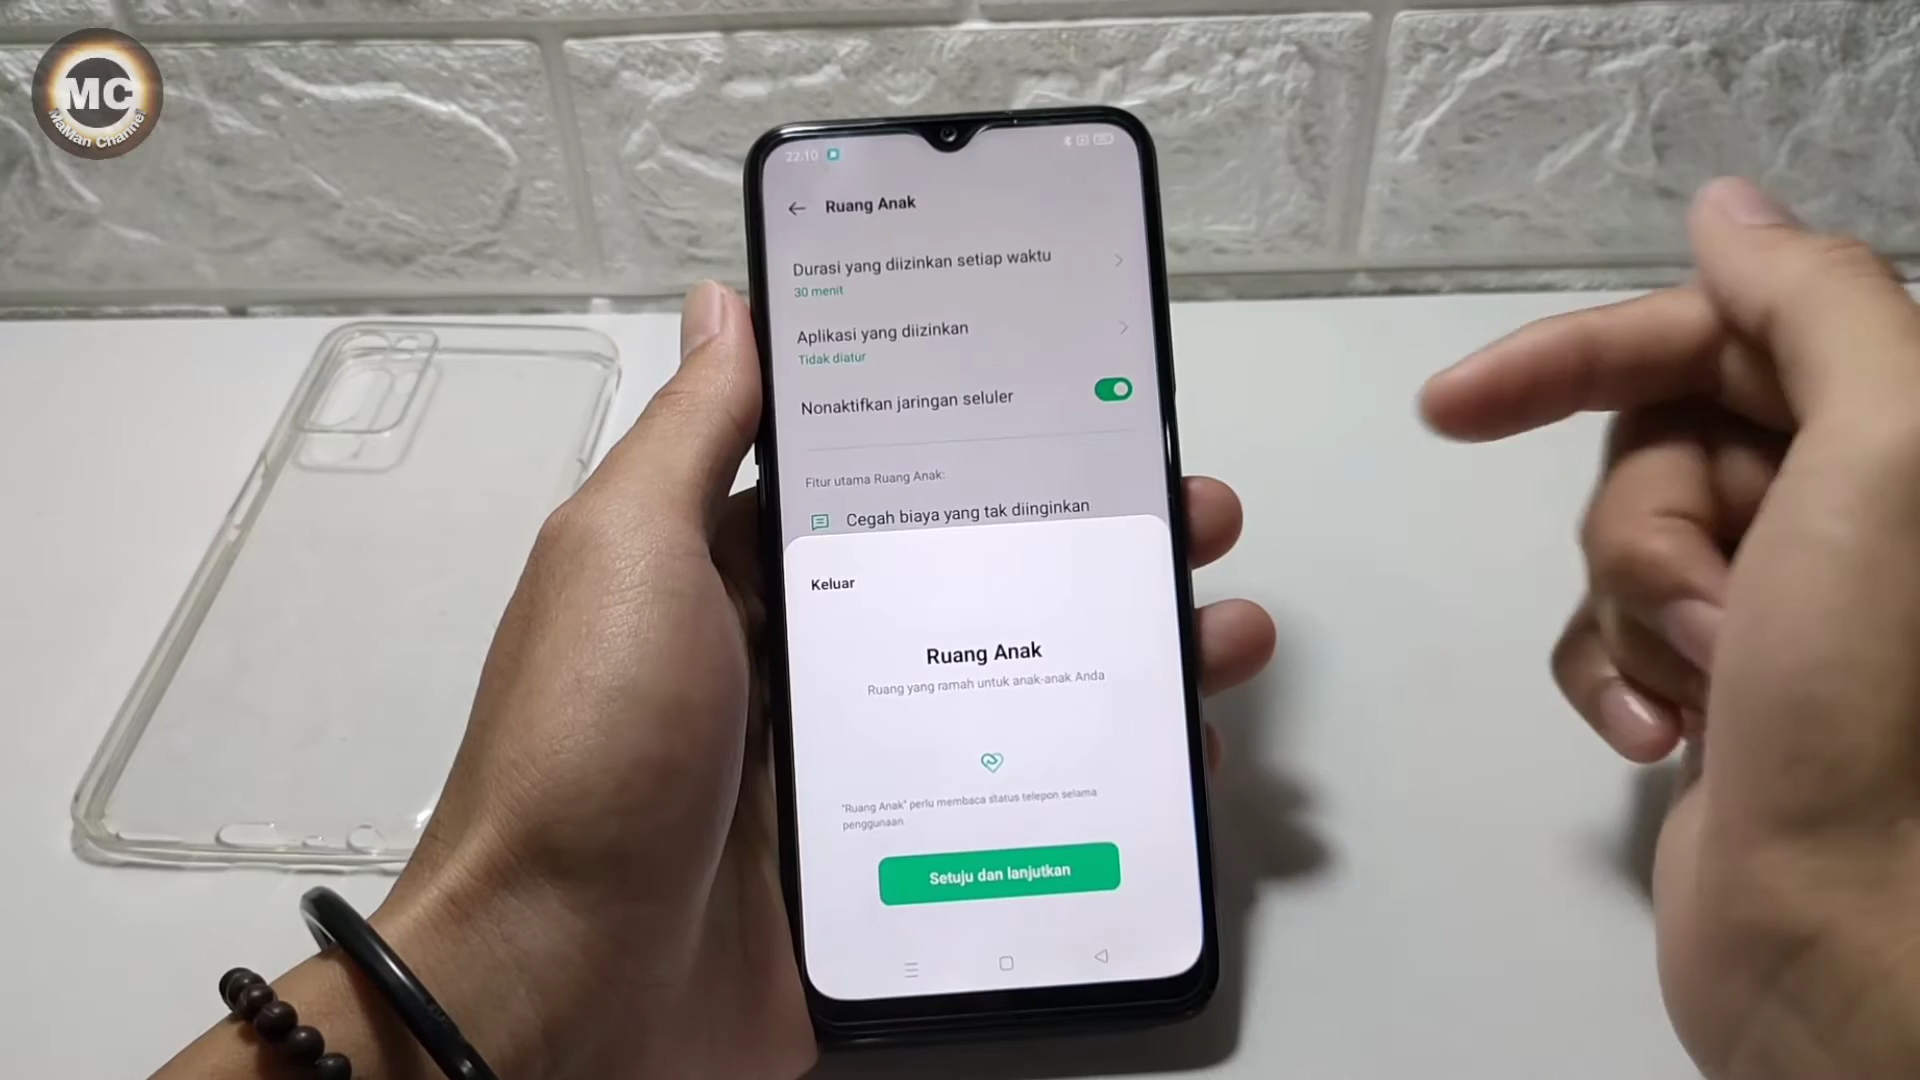 MC
MaMan Channel
22.10
Ruang Anak
Durasi yang diizinkan setiap waktu
30 menit
Aplikasi yang diizinkan
Tidak diatur
Nonaktifkan jaringan seluler
Fitur utama Ruang Anak:
Cegah biaya yang tak diinginkan
Keluar
Ruang Anak
Ruang yang ramah untuk anak-anak Anda
"Ruang Anak" perlu membaca status telepon selama
penggunaan.
Setuju dan lanjutkan